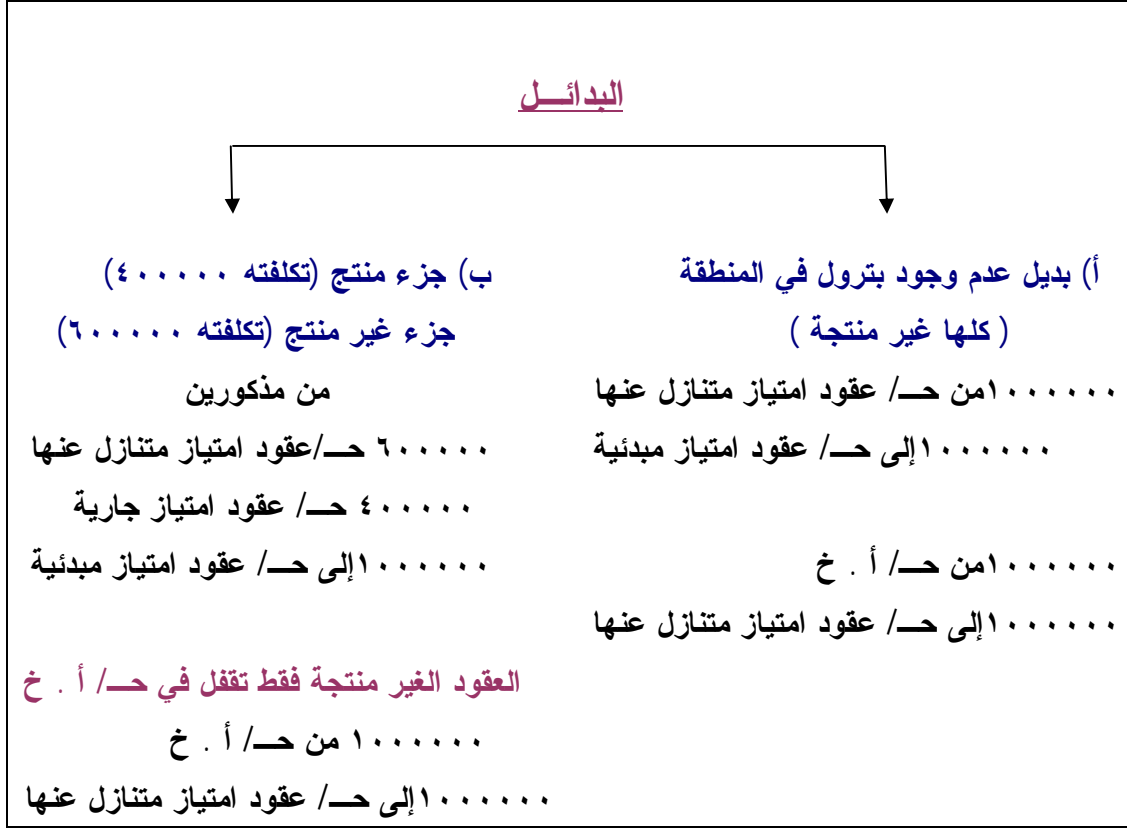 البدائـــل
أ) بديل عدم وجود بترول في المنطقة
( كلها غير منتجة )
١٠٠٠٠٠٠من حـــ/ عقود امتياز متنازل عنها
١٠٠٠٠٠٠إلى حـــ/ عقود امتياز مبدئية
١٠٠٠٠٠٠من حـــ/ أ . خ
١٠٠٠٠٠٠إلى حـــ/ عقود امتياز متنازل عنها
ب) جزء منتج (تكلفته ٤٠٠٠٠٠)
جزء غير منتج (تكلفته ٦٠٠٠٠٠)
من مذكورين
٦٠٠٠٠٠ حـــ/عقود امتياز متنازل عنها
٤٠٠٠٠٠ حـــ/ عقود امتياز جارية
١٠٠٠٠٠٠إلى حـــ/ عقود امتياز مبدئية
العقود الغير منتجة فقط تقفل في حـــ/ أ . خ
١٠٠٠٠٠٠ من حـــ/ أ . خ
١٠٠٠٠٠٠إلى حـــ/ عقود امتياز متنازل عنها